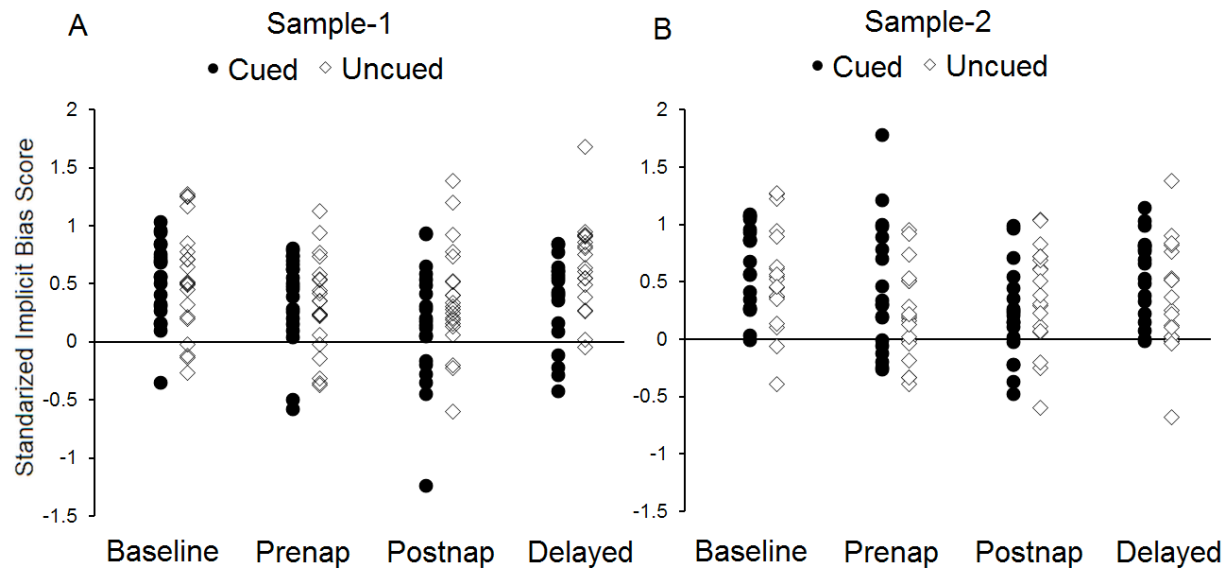 A Sample-1
● Cued ◇ Uncued
Standarized Implicit Bias Score
2
1.5
1
0.5
0
-0.5
-1
-1.5
Baseline Prenap Postnap Delayed
B Sample-2
● Cued ◇ Uncued
2
1.5
1
0.5
0
-0.5
-1
-1.5
Baseline Prenap Postnap Delayed